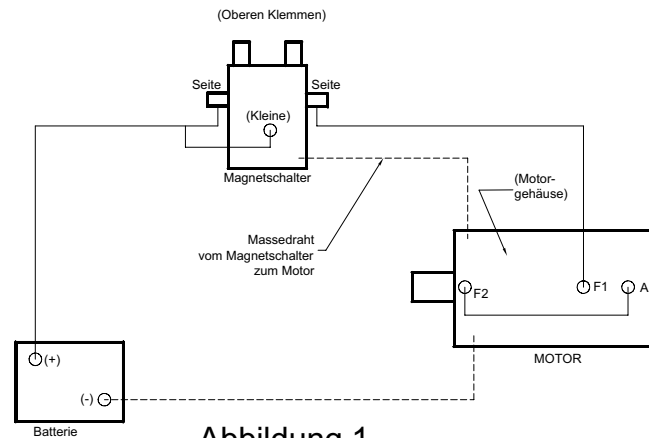 (Oberen Klemmen)
Seite
Seite
(Kleine)
Magnetschalter
(Motor-
gehäuse)
Massedraht
vom Magnetschalter
zum Motor
F2
F1
A
MOTOR
(+)
(-)
Batterie
Abbildung 1